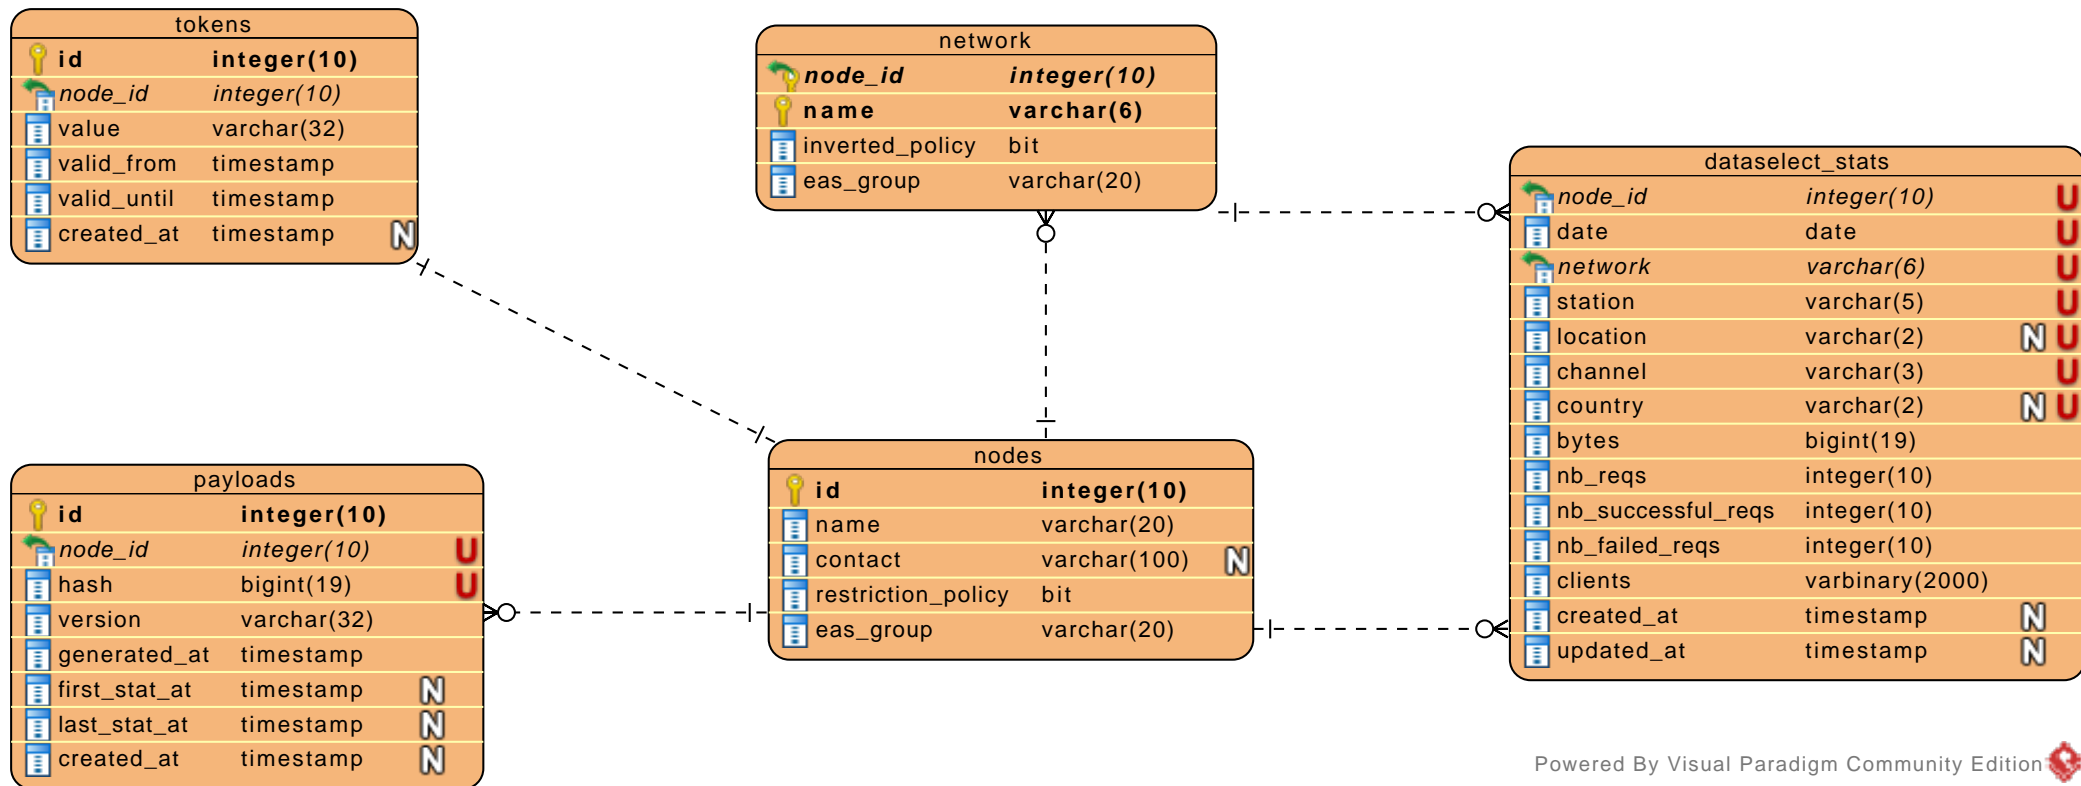 tokens
id integer(10)
node_id integer(10)
value varchar(32)
valid_from timestamp
valid_until timestamp
created_at timestamp N
network
node_id integer(10)
name varchar(6)
inverted_policy bit
eas_group varchar(20)
dataselect_stats
node_id integer(10) U
date date U
network varchar(6) U
station varchar(5) U
location varchar(2) N U
channel varchar(3) U
country varchar(2) N U
bytes bigint(19)
nb_reqs integer(10)
nb_successful_reqs integer(10)
nb_failed_reqs integer(10)
clients varbinary(2000)
created_at timestamp N
updated_at timestamp N
payloads
id integer(10)
node_id integer(10) U
hash bigint(19) U
version varchar(32)
generated_at timestamp
first_stat_at timestamp N
last_stat_at timestamp N
created_at timestamp N
nodes
id integer(10)
name varchar(20)
contact varchar(100) N
restriction_policy bit
eas_group varchar(20)
Powered By Visual Paradigm Community Edition